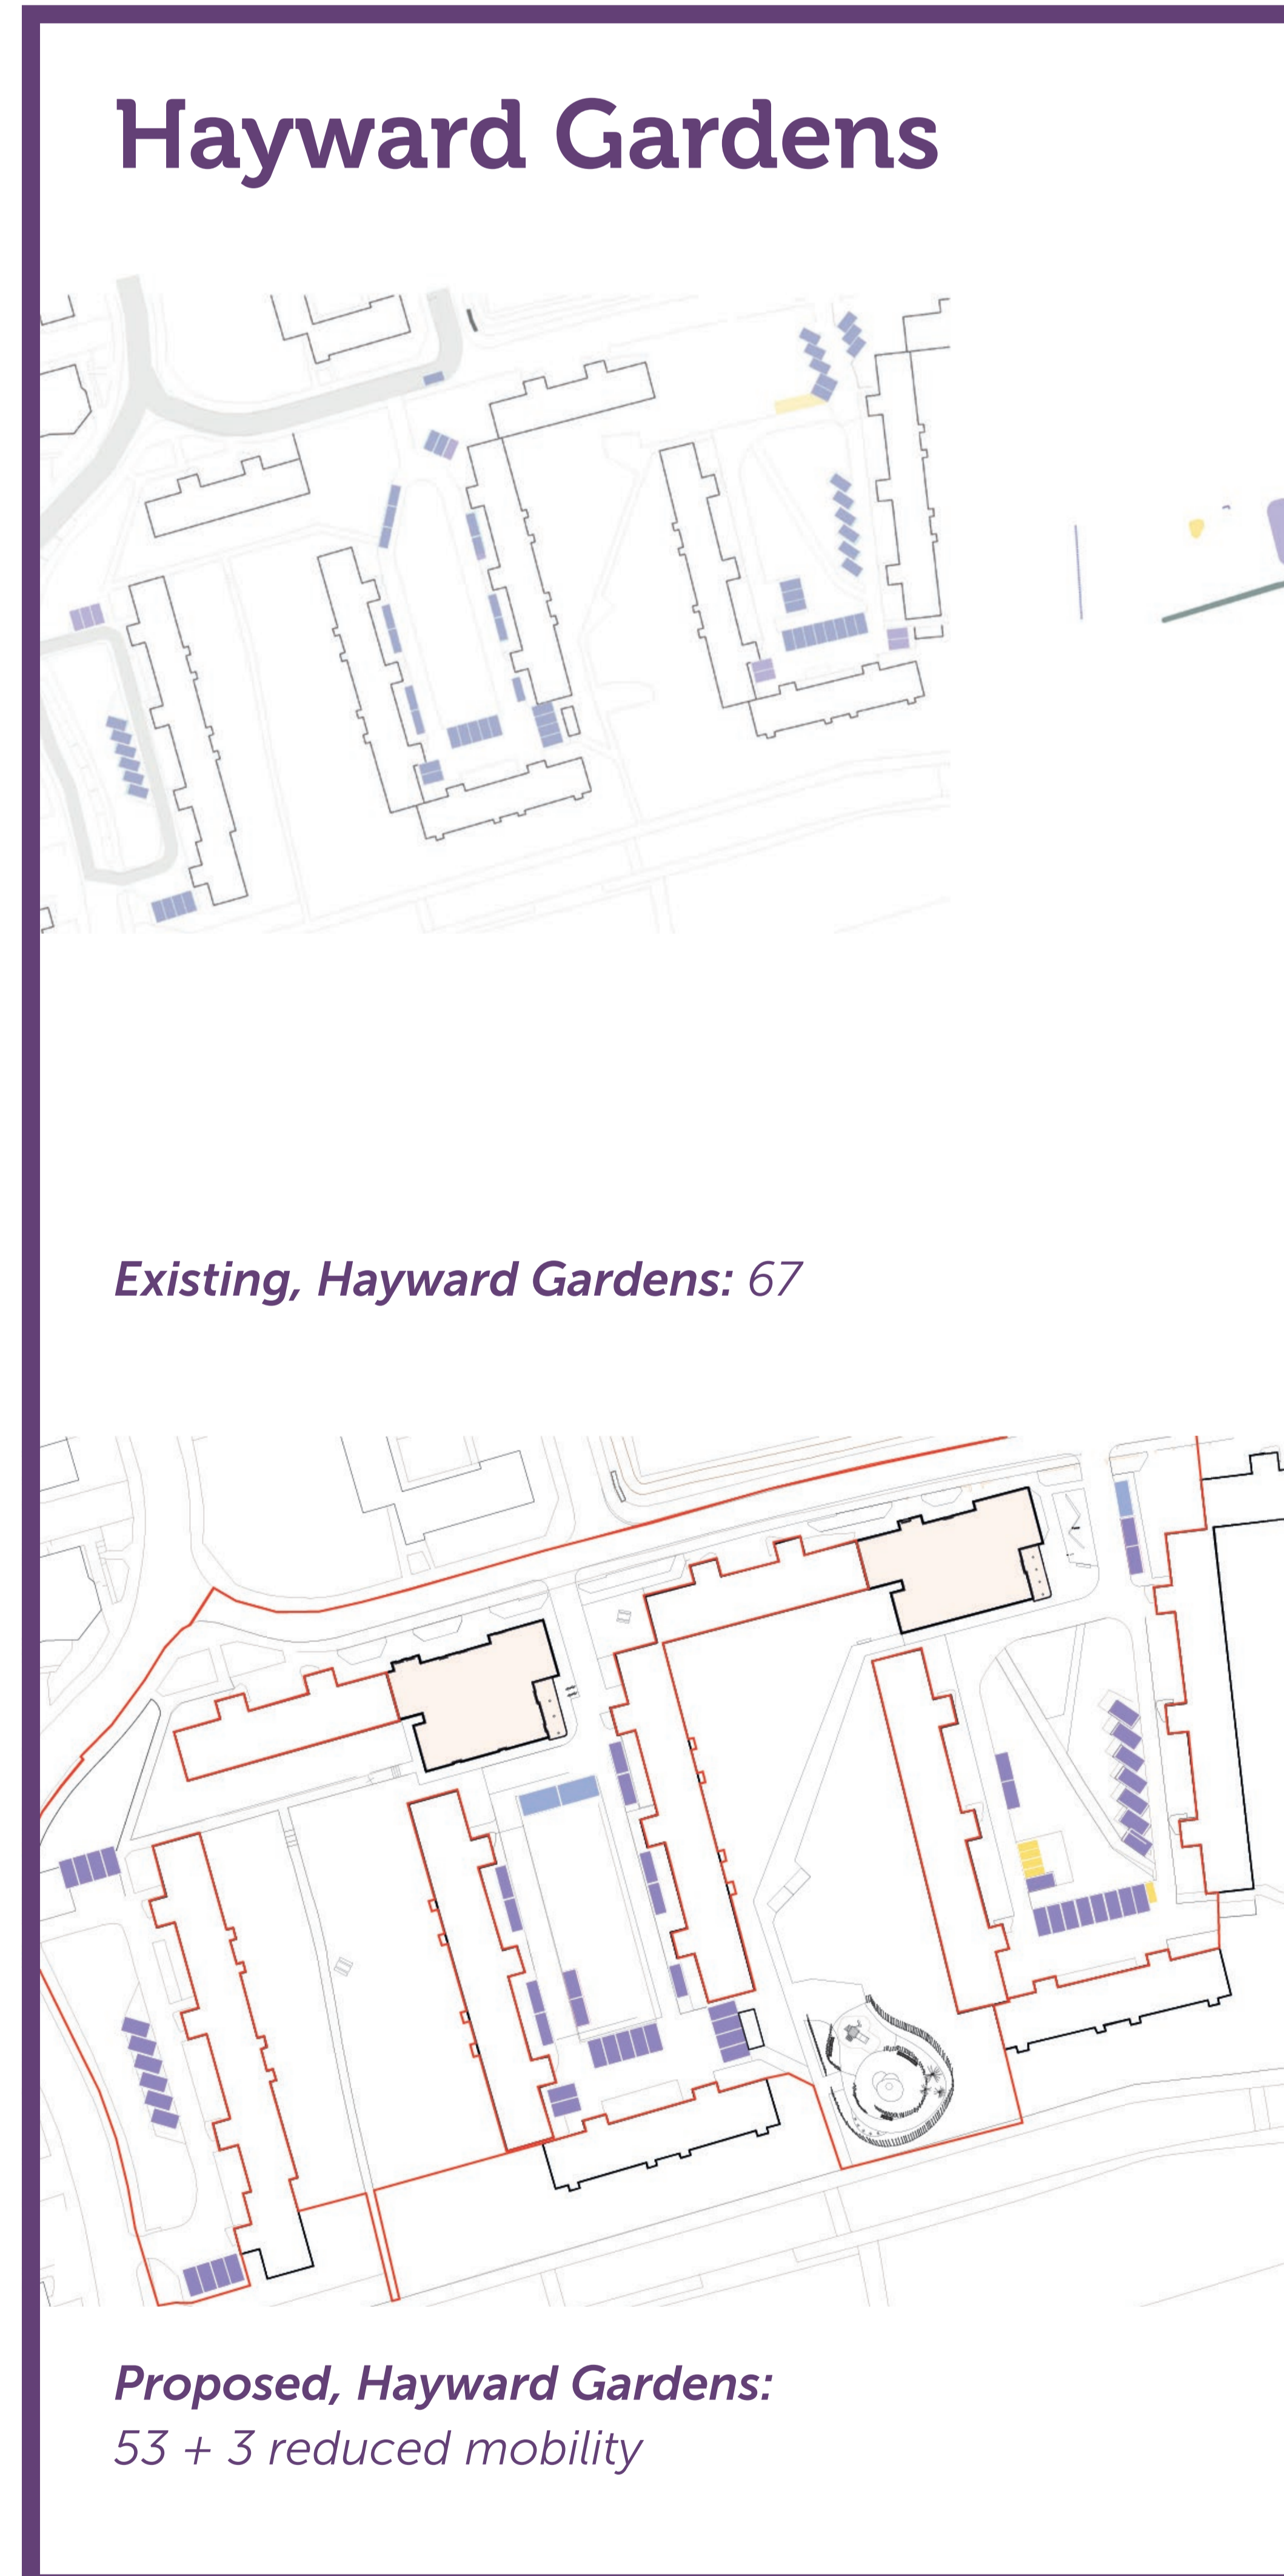 Hayward Gardens
Existing, Hayward Gardens: 67
Proposed, Hayward Gardens:
53 + 3 reduced mobility